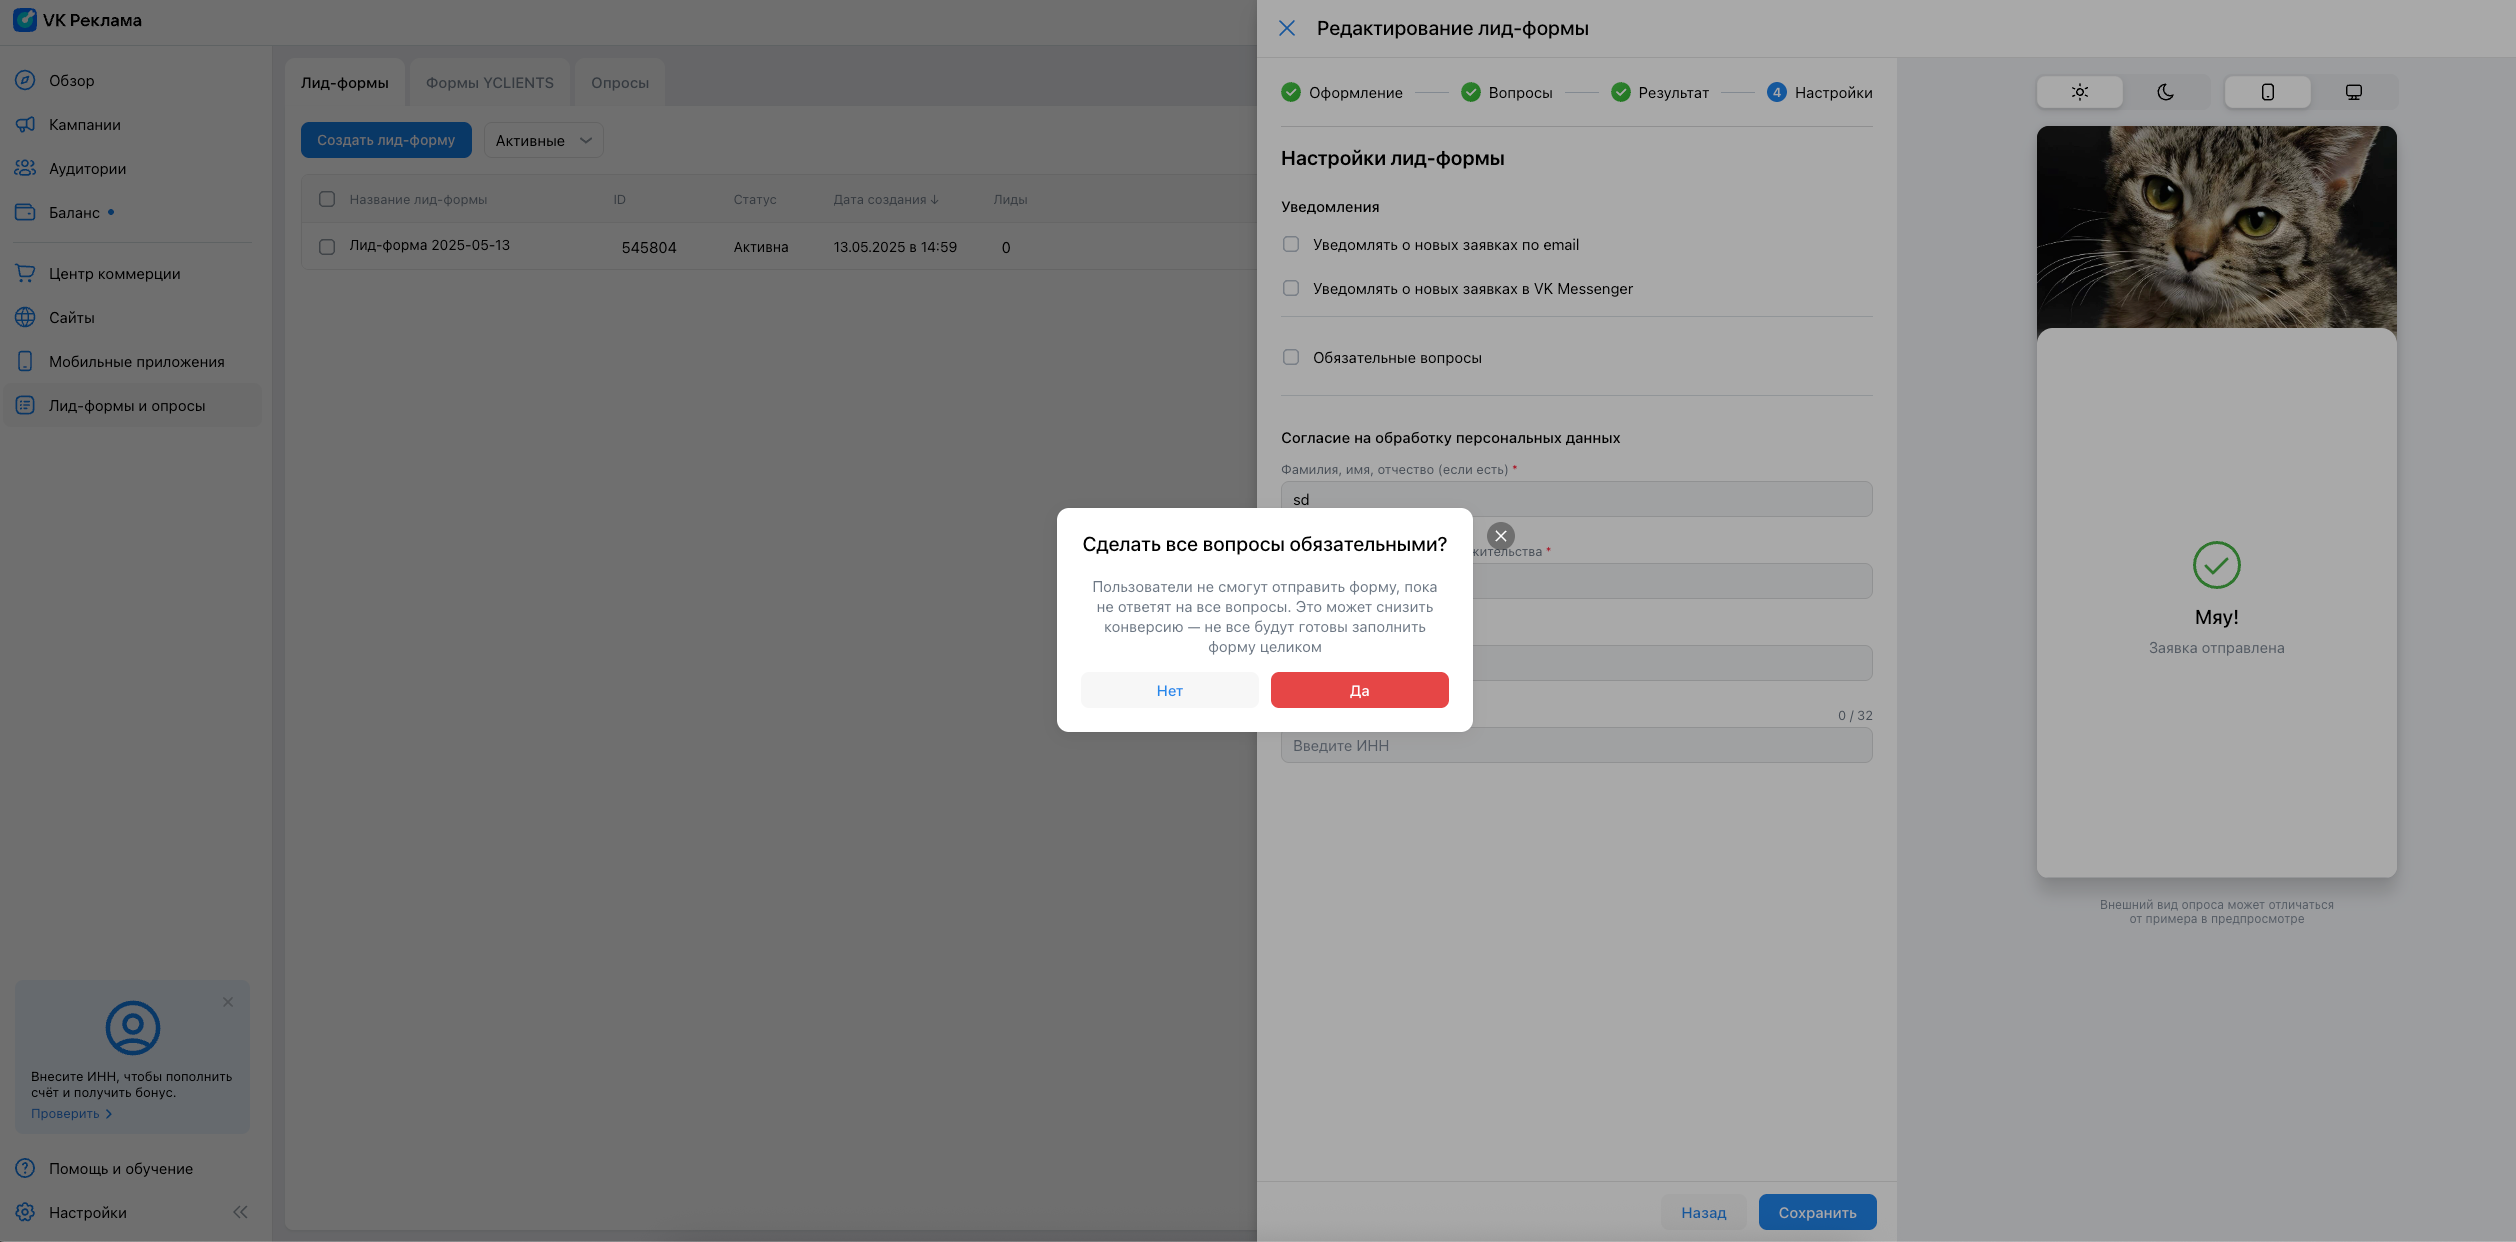 VK Реклама
Обзор
Кампании
Аудитории
Баланс
Центр коммерции
Сайты
Мобильные приложения
Лид-формы и опросы
Внесите ИНН, чтобы пополнить
счёт и получить бонус.
Проверить
Помощь и обучение
Настройки
Лид-формы
Формы YCLIENTS
Опросы
Создать лид-форму
Активные
Название лид-формы ID Статус Дата создания ↓ Лиды
Лид-форма 2025-05-13 545804 Активна 13.05.2025 в 14:59 0
Редактирование лид-формы
Оформление
Вопросы
Результат
4 Настройки
Настройки лид-формы
Уведомления
Уведомлять о новых заявках по email
Уведомлять о новых заявках в VK Messenger
Обязательные вопросы
Согласие на обработку персональных данных
Фамилия, имя, отчество (если есть) *
sd
жительства *
0 / 32
Введите ИНН
Сделать все вопросы обязательными?
Пользователи не смогут отправить форму, пока
не ответят на все вопросы. Это может снизить
конверсию — не все будут готовы заполнить
форму целиком
Нет
Да
Назад
Сохранить
Мяу!
Заявка отправлена
Внешний вид опроса может отличаться
от примера в предпросмотре